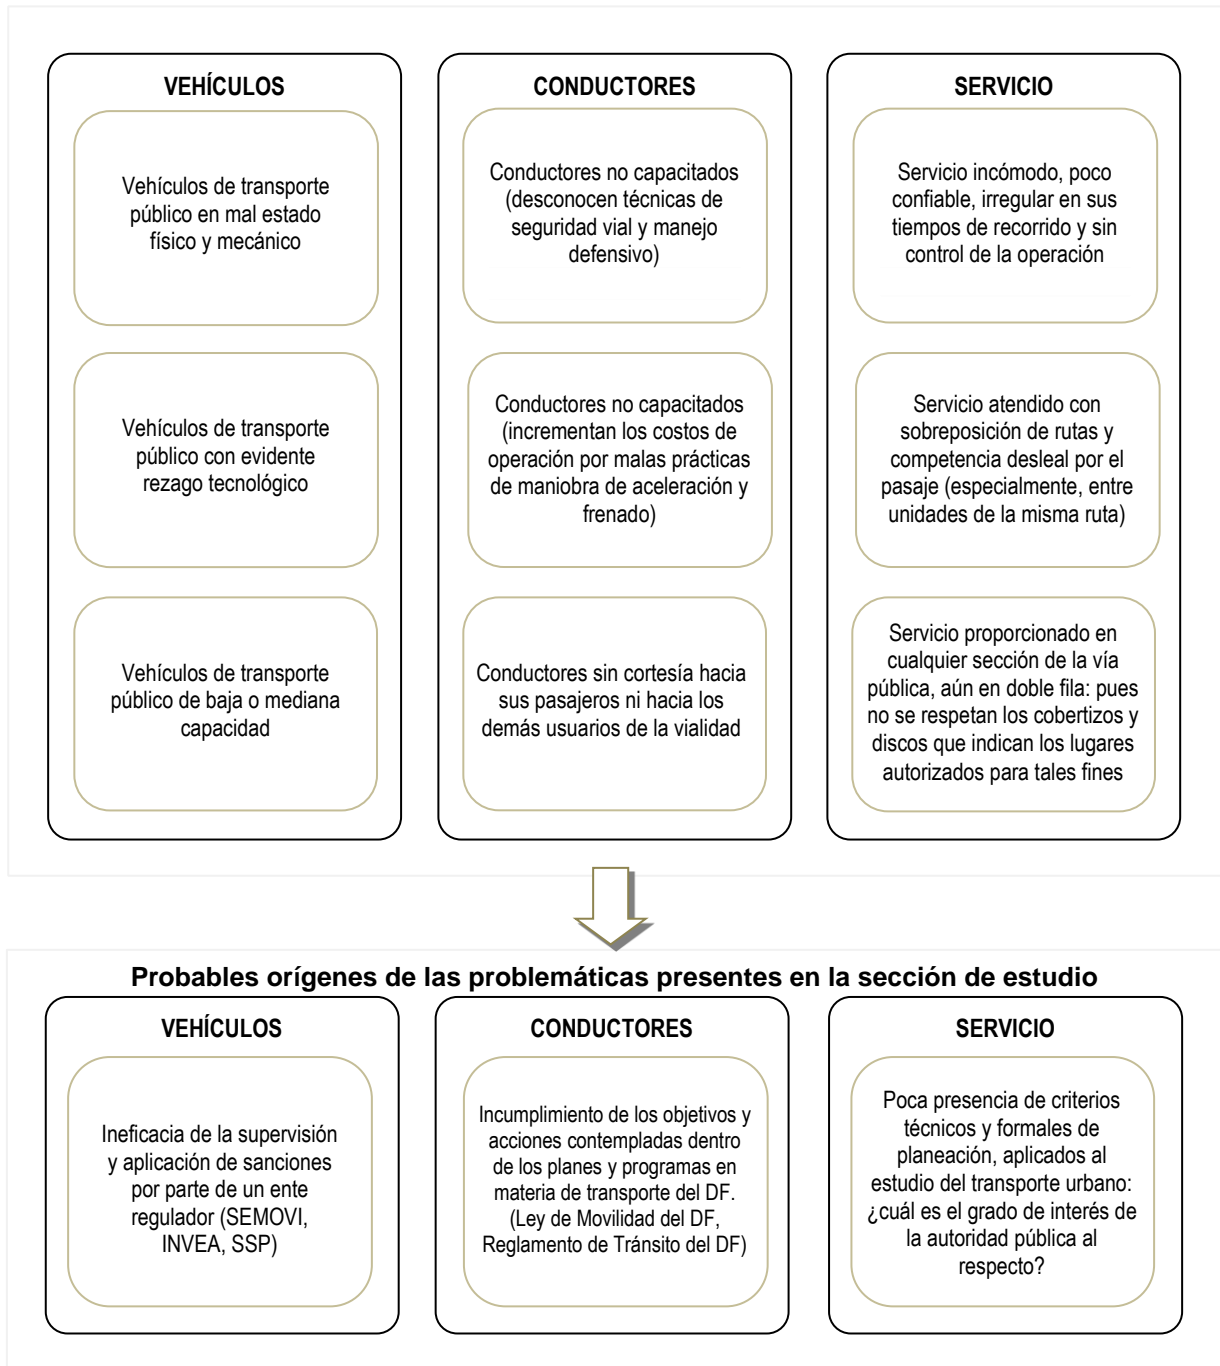 VEHÍCULOS
Vehículos de transporte
público en mal estado
físico y mecánico
Vehículos de transporte
público con evidente
rezago tecnológico
Vehículos de transporte
público de baja o mediana
capacidad
CONDUCTORES
Conductores no capacitados
(desconocen técnicas de
seguridad vial y manejo
defensivo)
Conductores no capacitados
(incrementan los costos de
operación por malas prácticas
de maniobra de aceleración y
frenado)
Conductores sin cortesía hacia
sus pasajeros ni hacia los
demás usuarios de la vialidad
SERVICIO
Servicio incómodo, poco
confiable, irregular en sus
tiempos de recorrido y sin
control de la operación
Servicio atendido con
sobreposición de rutas y
competencia desleal por el
pasaje (especialmente, entre
unidades de la misma ruta)
Servicio proporcionado en
cualquier sección de la vía
pública, aún en doble fila: pues
no se respetan los cobertizos y
discos que indican los lugares
autorizados para tales fines
Probables orígenes de las problemáticas presentes en la sección de estudio
VEHÍCULOS
Ineficacia de la supervisión
y aplicación de sanciones
por parte de un ente
regulador (SEMOVI,
INVEA, SSP)
CONDUCTORES
Incumplimiento de los objetivos y
acciones contempladas dentro
de los planes y programas en
materia de transporte del DF.
(Ley de Movilidad del DF,
Reglamento de Tránsito del DF)
SERVICIO
Poca presencia de criterios
técnicos y formales de
planeación, aplicados al
estudio del transporte urbano:
¿cuál es el grado de interés de
la autoridad pública al
respecto?